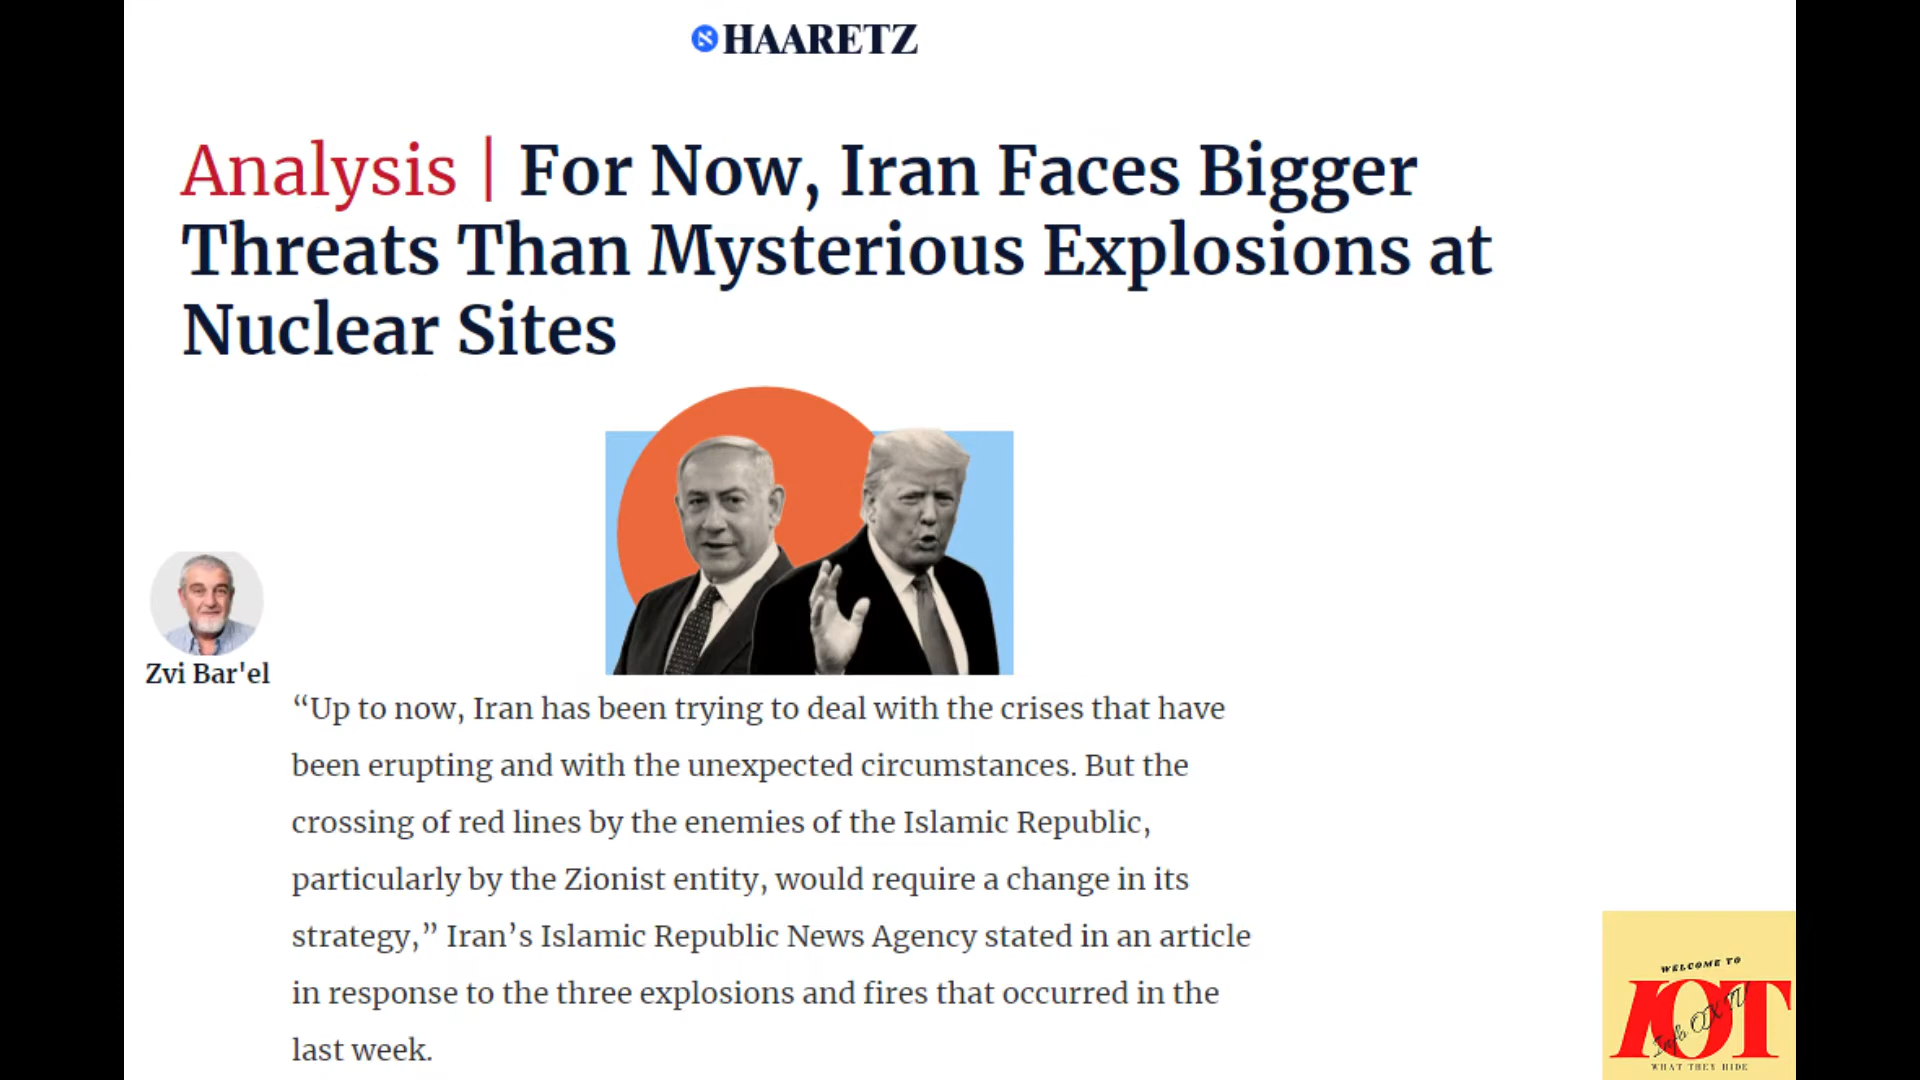 HAARETZ
Analysis | For Now, Iran Faces Bigger
Threats Than Mysterious Explosions at
Nuclear Sites
Zvi Bar'el
“Up to now, Iran has been trying to deal with the crises that have
been erupting and with the unexpected circumstances. But the
crossing of red lines by the enemies of the Islamic Republic,
particularly by the Zionist entity, would require a change in its
strategy,” Iran’s Islamic Republic News Agency stated in an article
in response to the three explosions and fires that occurred in the
last week.
WELCOME TO
IOT
Info
WHAT THEY HIDE